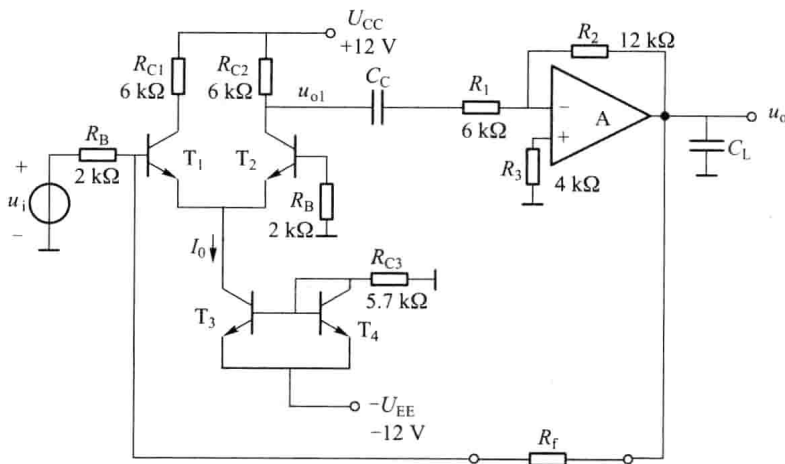 U_CC
+12 V
R_C1
6 kΩ
R_C2
6 kΩ
u_o1
C_C
R_1
6 kΩ
R_2
12 kΩ
−
+
A
u_o
C_L
R_3
4 kΩ
R_B
2 kΩ
T_1
T_2
R_B
2 kΩ
+
u_i
−
I_0
R_C3
5.7 kΩ
T_3
T_4
−U_EE
−12 V
R_f